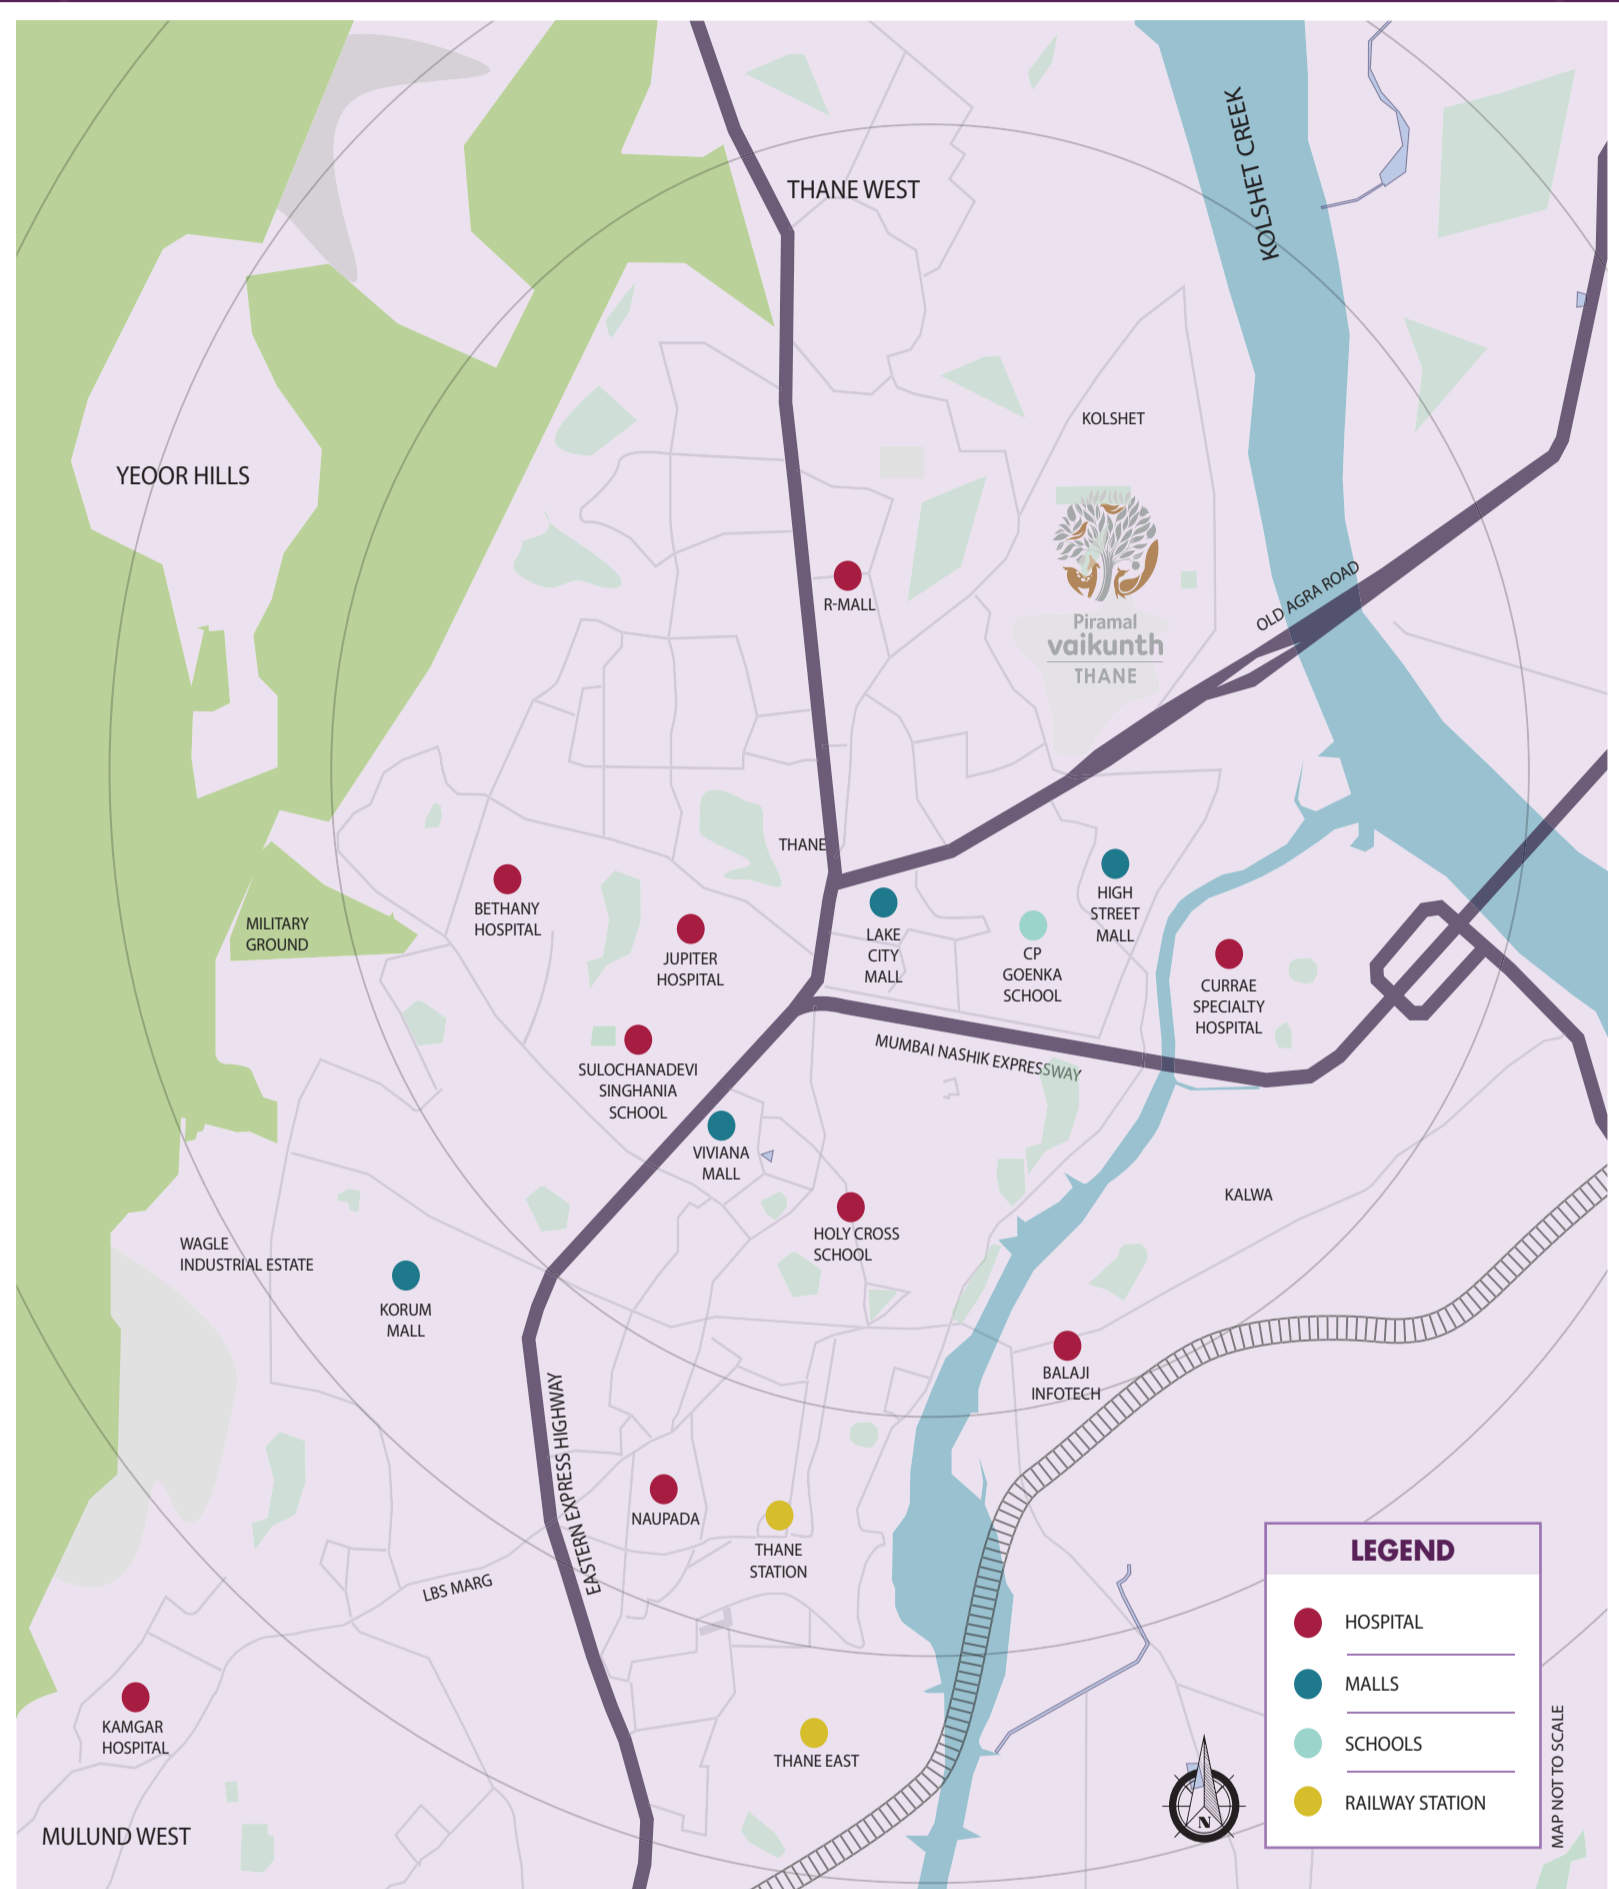 KOLSHET CREEK
THANE WEST
KOLSHET
YEOOR HILLS
Piramal
vaikunth
THANE
R-MALL
OLD AGRA ROAD
THANE
HIGH
STREET
MALL
LAKE
CITY
MALL
CP
GOENKA
SCHOOL
BETHANY
HOSPITAL
MILITARY
GROUND
JUPITER
HOSPITAL
CURRAE
SPECIALTY
HOSPITAL
MUMBAI NASHIK EXPRESSWAY
SULOCHANADEVI
SINGHANIA
SCHOOL
VIVIANA
MALL
KALWA
HOLY CROSS
SCHOOL
WAGLE
INDUSTRIAL ESTATE
KORUM
MALL
BALAJI
INFOTECH
EASTERN EXPRESS HIGHWAY
NAUPADA
THANE
STATION
LBS MARG
KAMGAR
HOSPITAL
THANE EAST
MULUND WEST
N
LEGEND
HOSPITAL
MALLS
SCHOOLS
RAILWAY STATION
MAP NOT TO SCALE